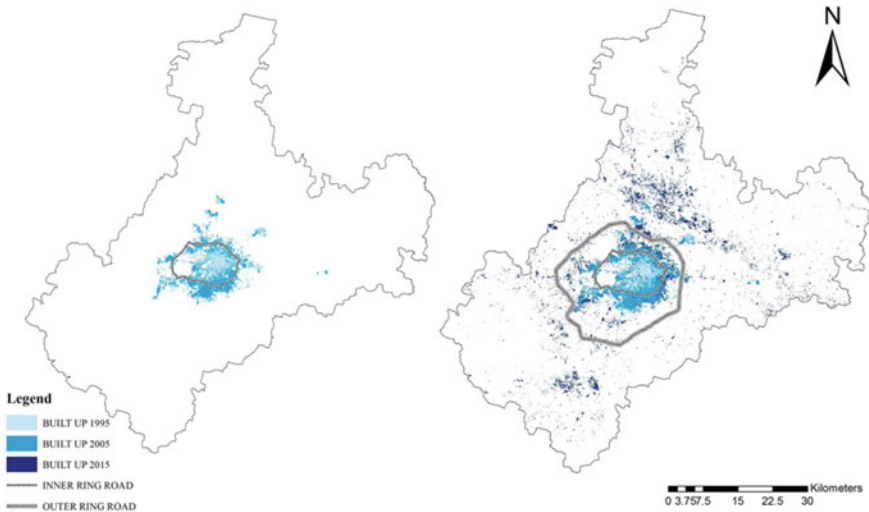 N
Legend
BUILT UP 1995
BUILT UP 2005
BUILT UP 2015
INNER RING ROAD
OUTER RING ROAD
Kilometers
0 3.757.5 15 22.5 30